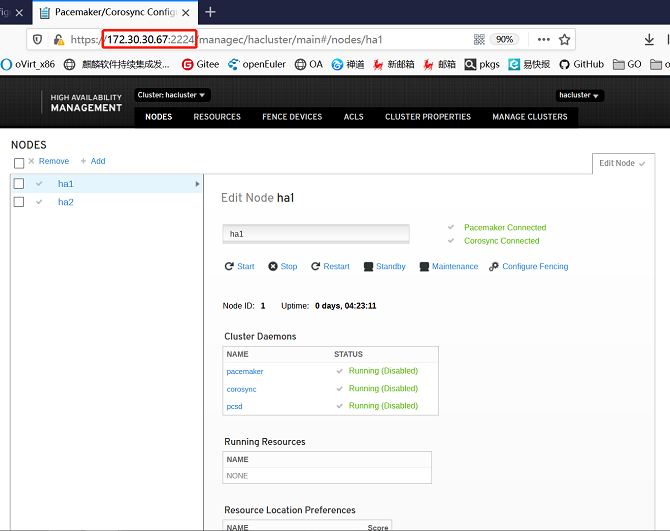 Pacemaker/Corosync Config
https://172.30.30.67:2224/managec/hacluster/main#/nodes/ha1
90%
oVirt_x86 麒麟软件持续集成发... Gitee openEuler OA 禅道 新邮箱 邮箱 pkgs 易快报 GitHub GO
HIGH AVAILABILITY
MANAGEMENT
Cluster: hacluster
hacluster
NODES RESOURCES FENCE DEVICES ACLS CLUSTER PROPERTIES MANAGE CLUSTERS
NODES
Remove + Add
Edit Node
ha1
ha2
Edit Node ha1
ha1
Pacemaker Connected
Corosync Connected
Start Stop Restart Standby Maintenance Configure Fencing
Node ID: 1 Uptime: 0 days, 04:23:11
Cluster Daemons
NAME STATUS
pacemaker Running (Disabled)
corosync Running (Disabled)
pcsd Running (Disabled)
Running Resources
NAME
NONE
Resource Location Preferences
NAME Score